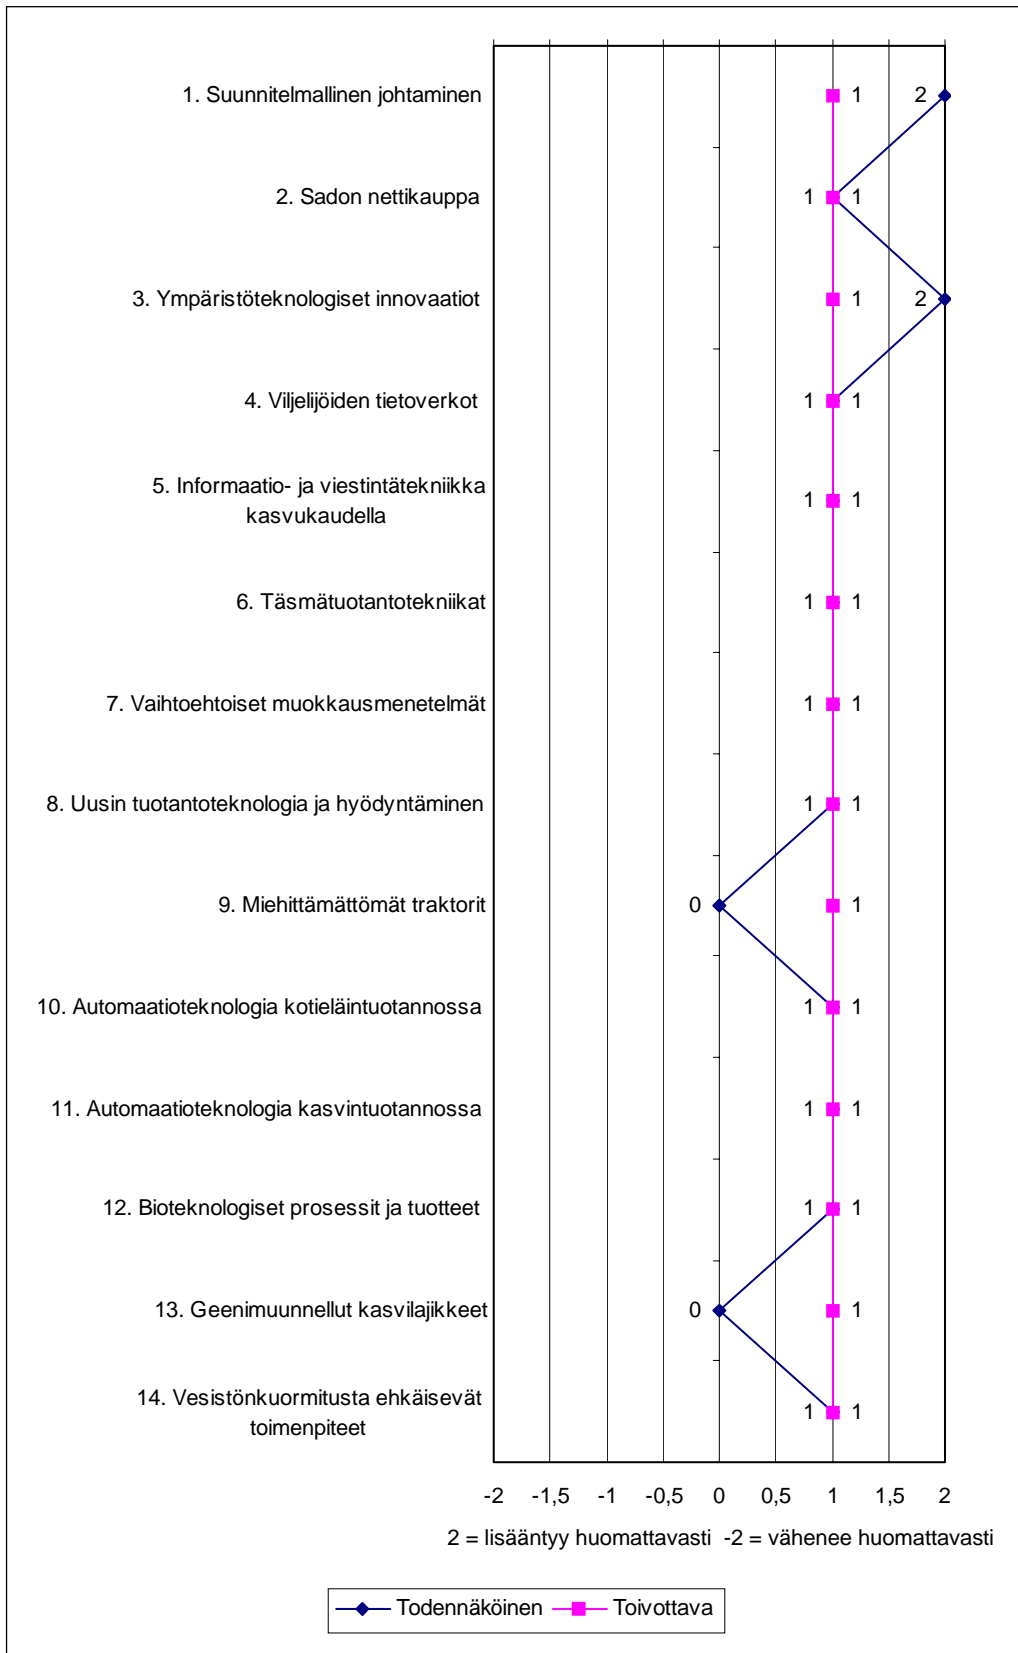 1. Suunnitelmallinen johtaminen
1 2
2. Sadon nettikauppa
1 1
3. Ympäristöteknologiset innovaatiot
1 2
4. Viljelijöiden tietoverkot
1 1
5. Informaatio- ja viestintätekniikka
kasvukaudella
1 1
6. Täsmätuotantotekniikat
1 1
7. Vaihtoehtoiset muokkausmenetelmät
1 1
8. Uusin tuotantoteknologia ja hyödyntäminen
1 1
9. Miehittämättömät traktorit
0 1
10. Automaatioteknologia kotieläintuotannossa
1 1
11. Automaatioteknologia kasvintuotannossa
1 1
12. Bioteknologiset prosessit ja tuotteet
1 1
13. Geenimuunnellut kasvilajikkeet
0 1
14. Vesistönkuormitusta ehkäisevät
toimenpiteet
1 1
-2 -1,5 -1 -0,5 0 0,5 1 1,5 2
2 = lisääntyy huomattavasti -2 = vähenee huomattavasti
Todennäköinen Toivottava